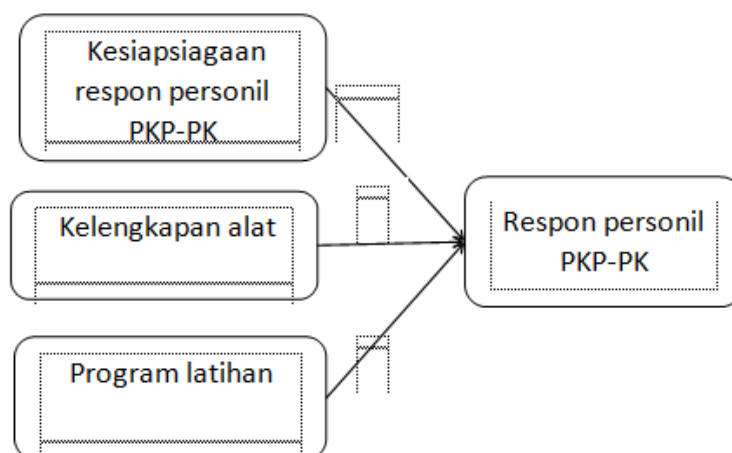 Kesiapsiagaan
respon personil
PKP-PK
Kelengkapan alat
Respon personil
PKP-PK
Program latihan